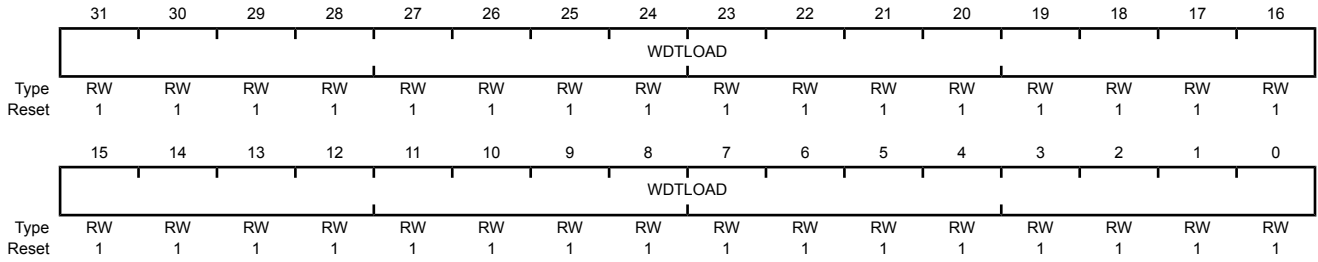 31 30 29 28 27 26 25 24 23 22 21 20 19 18 17 16
WDTLOAD
Type RW RW RW RW RW RW RW RW RW RW RW RW RW RW RW RW
Reset 1 1 1 1 1 1 1 1 1 1 1 1 1 1 1 1
15 14 13 12 11 10 9 8 7 6 5 4 3 2 1 0
WDTLOAD
Type RW RW RW RW RW RW RW RW RW RW RW RW RW RW RW RW
Reset 1 1 1 1 1 1 1 1 1 1 1 1 1 1 1 1